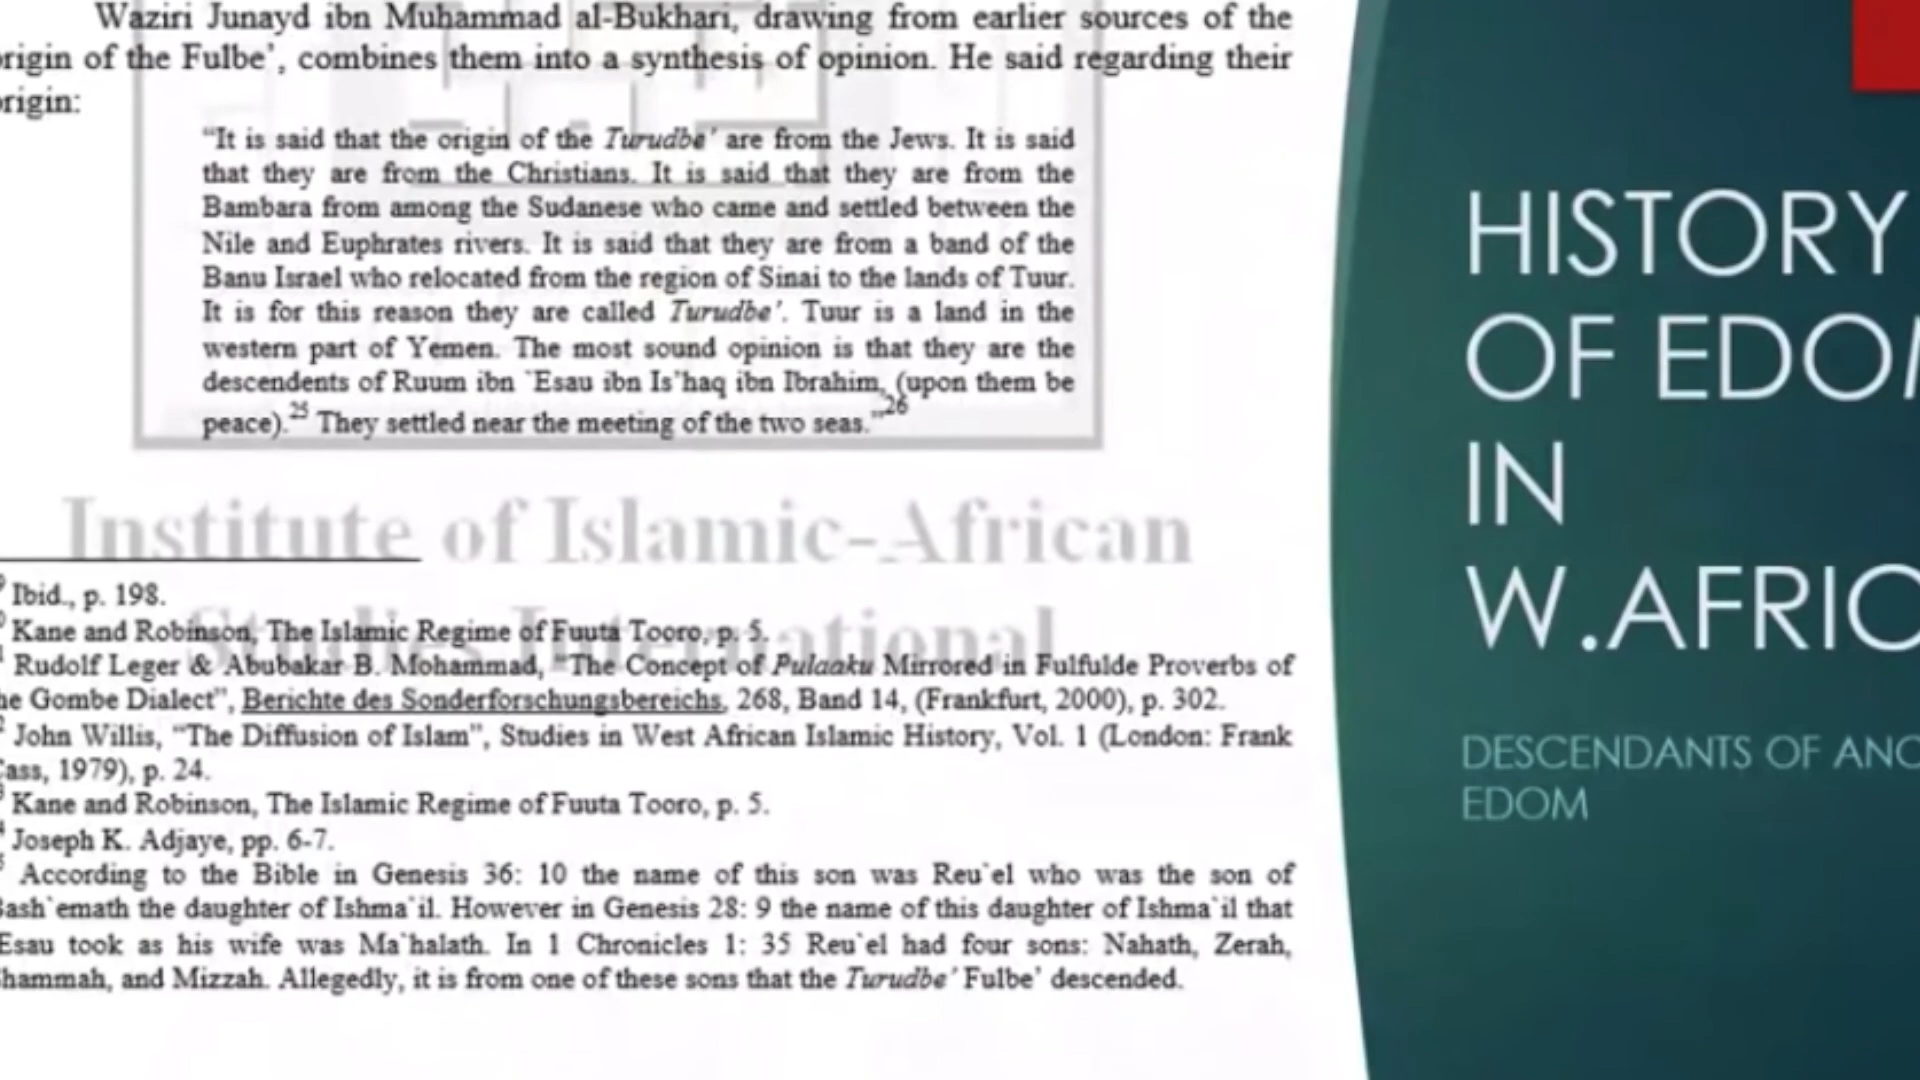 Waziri Junayd ibn Muhammad al-Bukhari, drawing from earlier sources of the
rigin of the Fulbe', combines them into a synthesis of opinion. He said regarding their
rigin:
“It is said that the origin of the Turudbe' are from the Jews. It is said
that they are from the Christians. It is said that they are from the
Bambara from among the Sudanese who came and settled between the
Nile and Euphrates rivers. It is said that they are from a band of the
Banu Israel who relocated from the region of Sinai to the lands of Tuur.
It is for this reason they are called Turudbe'. Tuur is a land in the
western part of Yemen. The most sound opinion is that they are the
descendents of Ruum ibn `Esau ibn Is'haq ibn Ibrahim, (upon them be
peace).25 They settled near the meeting of the two seas.”26
Institute of Islamic-African
Studies International
Ibid., p. 198.
Kane and Robinson, The Islamic Regime of Fuuta Tooro, p. 5.
Rudolf Leger & Abubakar B. Mohammad, “The Concept of Pulaaku Mirrored in Fulfulde Proverbs of
he Gombe Dialect”, Berichte des Sonderforschungsbereichs, 268, Band 14, (Frankfurt, 2000), p. 302.
John Willis, “The Diffusion of Islam”, Studies in West African Islamic History, Vol. 1 (London: Frank
ass, 1979), p. 24.
Kane and Robinson, The Islamic Regime of Fuuta Tooro, p. 5.
Joseph K. Adjaye, pp. 6-7.
According to the Bible in Genesis 36: 10 the name of this son was Reu`el who was the son of
ash`emath the daughter of Ishma`il. However in Genesis 28: 9 the name of this daughter of Ishma`il that
Esau took as his wife was Ma`halath. In 1 Chronicles 1: 35 Reu`el had four sons: Nahath, Zerah,
hammah, and Mizzah. Allegedly, it is from one of these sons that the Turudbe' Fulbe' descended.
HISTORY
OF EDOM
IN
W.AFRIC
DESCENDANTS OF ANC
EDOM